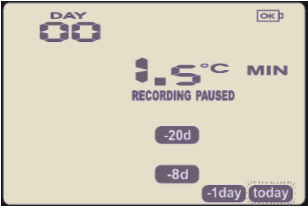 DAY
OK
00
1.5°C MIN
RECORDING PAUSED
-20d
-8d
-1day today